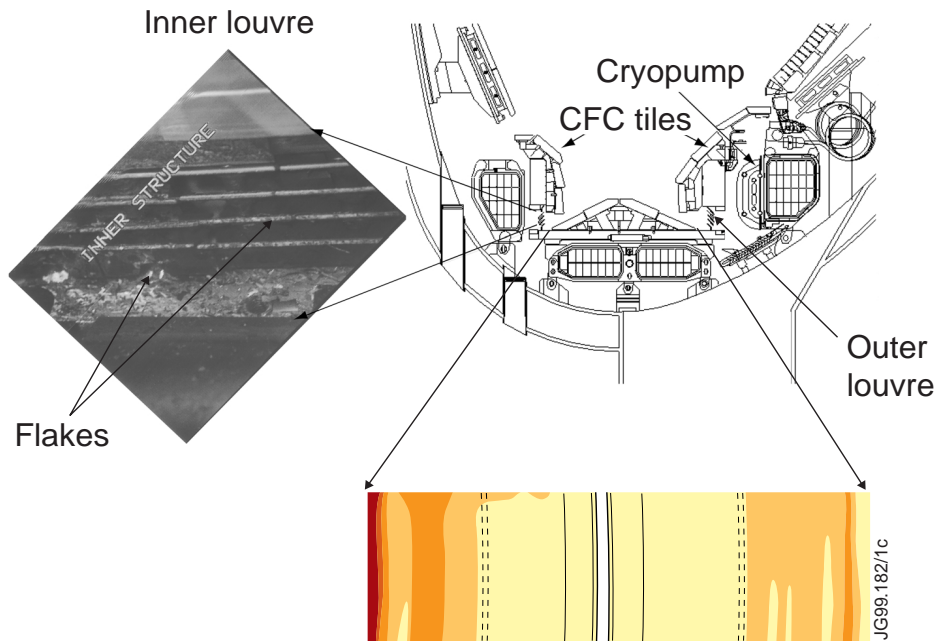 Inner louvre
Cryopump
CFC tiles
INNER STRUCTURE
Outer
louvre
Flakes
JG99.182/1c